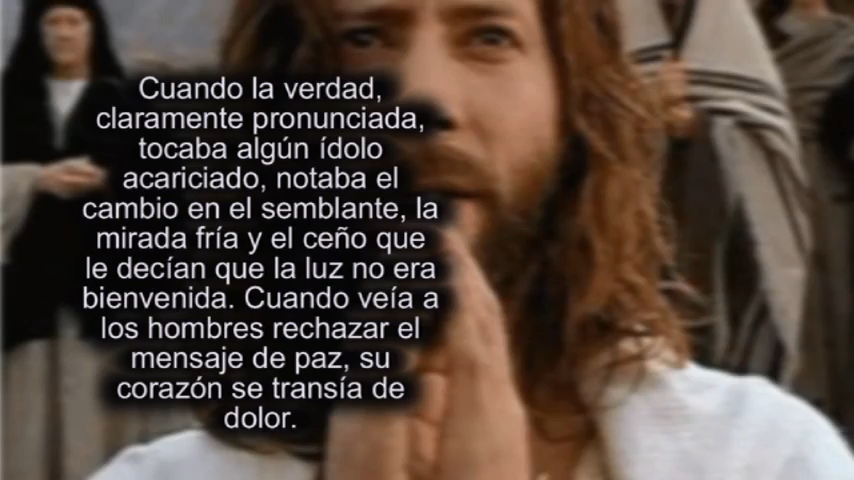 Cuando la verdad,
claramente pronunciada,
tocaba algún ídolo
acariciado, notaba el
cambio en el semblante, la
mirada fría y el ceño que
le decían que la luz no era
bienvenida. Cuando veía a
los hombres rechazar el
mensaje de paz, su
corazón se transía de
dolor.